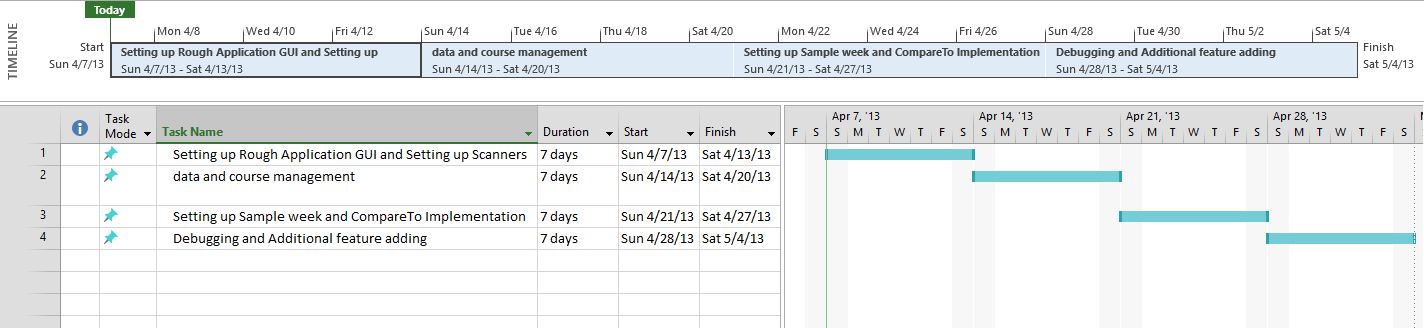 Today
TIMELINE
Mon 4/8 Wed 4/10 Fri 4/12 Sun 4/14 Tue 4/16 Thu 4/18 Sat 4/20 Mon 4/22 Wed 4/24 Fri 4/26 Sun 4/28 Tue 4/30 Thu 5/2 Sat 5/4
Start
Sun 4/7/13
Setting up Rough Application GUI and Setting up
Sun 4/7/13 - Sat 4/13/13
data and course management
Sun 4/14/13 - Sat 4/20/13
Setting up Sample week and CompareTo Implementation
Sun 4/21/13 - Sat 4/27/13
Debugging and Additional feature adding
Sun 4/28/13 - Sat 5/4/13
Finish
Sat 5/4/13
Task Mode Task Name Duration Start Finish
Apr 7, '13 Apr 14, '13 Apr 21, '13 Apr 28, '13
F S S M T W T F S S M T W T F S S M T W T F S S M T W T F S
1 Setting up Rough Application GUI and Setting up Scanners 7 days Sun 4/7/13 Sat 4/13/13
2 data and course management 7 days Sun 4/14/13 Sat 4/20/13
3 Setting up Sample week and CompareTo Implementation 7 days Sun 4/21/13 Sat 4/27/13
4 Debugging and Additional feature adding 7 days Sun 4/28/13 Sat 5/4/13